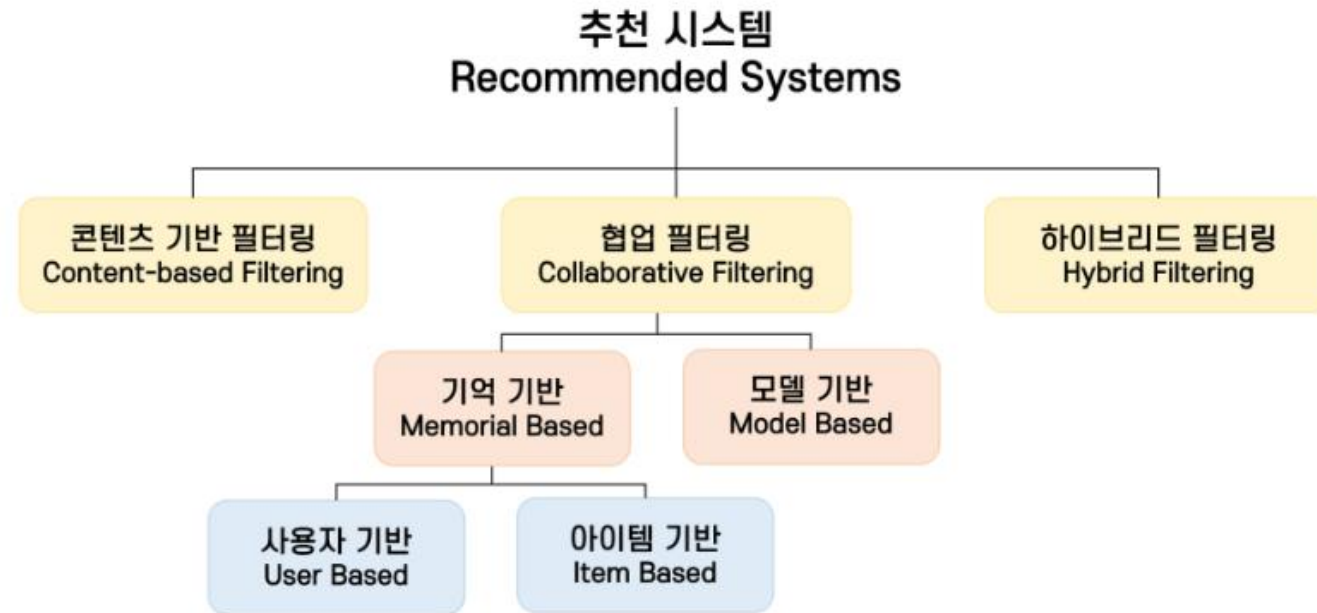 추천 시스템
Recommended Systems
콘텐츠 기반 필터링
Content-based Filtering
협업 필터링
Collaborative Filtering
하이브리드 필터링
Hybrid Filtering
기억 기반
Memorial Based
모델 기반
Model Based
사용자 기반
User Based
아이템 기반
Item Based